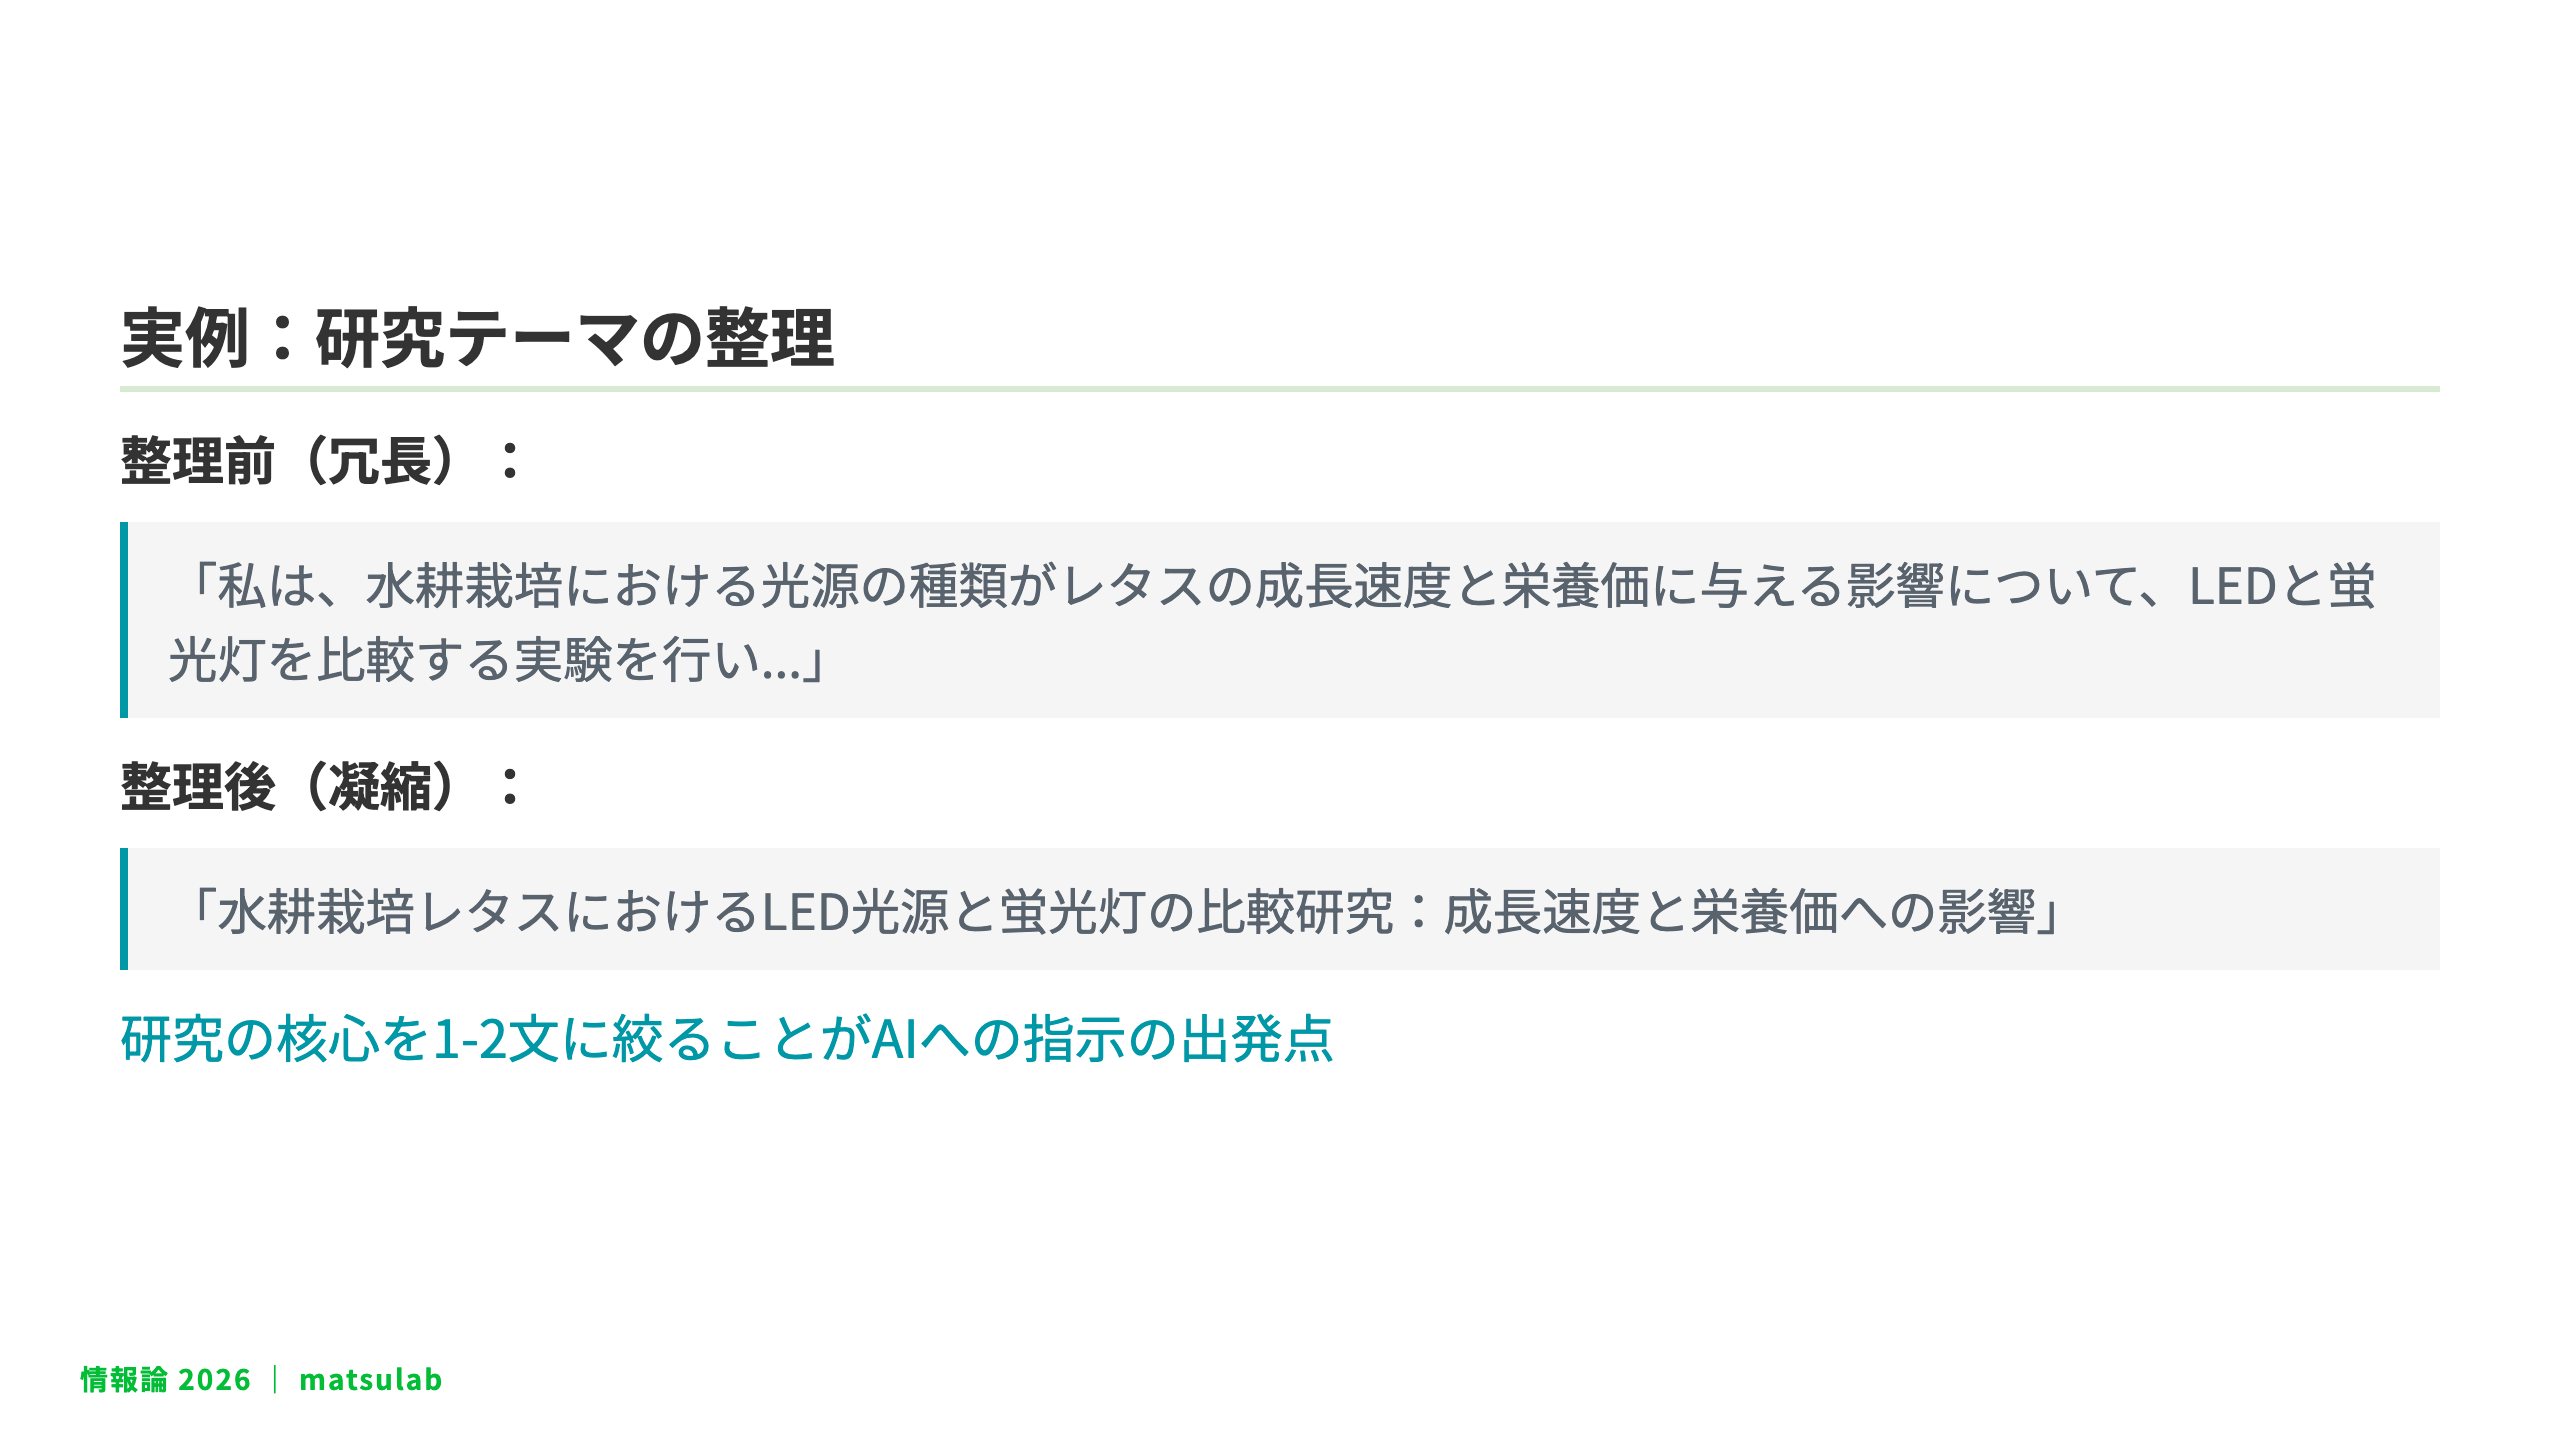 実例：研究テーマの整理
整理前（冗長）：
「私は、水耕栽培における光源の種類がレタスの成長速度と栄養価に与える影響について、LEDと蛍
光灯を比較する実験を行い...」
整理後（凝縮）：
「水耕栽培レタスにおけるLED光源と蛍光灯の比較研究：成長速度と栄養価への影響」
研究の核心を1-2文に絞ることがAIへの指示の出発点
情報論 2026 ｜ matsulab